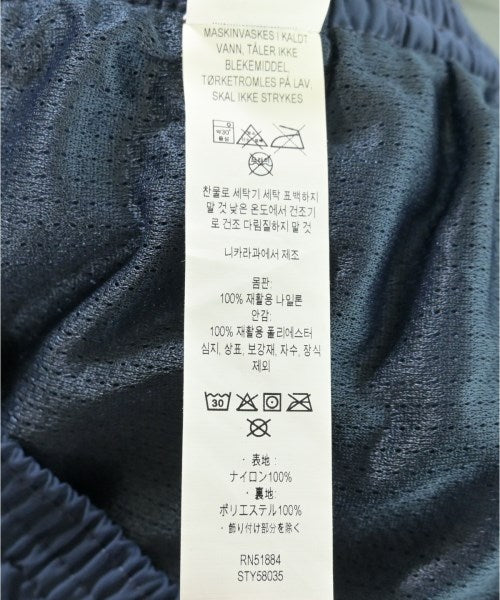 MASKINVASKES I KALDT
VANN, TÅLER IKKE
BLEKEMIDDEL,
TØRKETROMLES PÅ LAV,
SKAL IKKE STRYKES
찬물로 세탁기 세탁 표백하지
말 것 낮은 온도에서 건조기
로 건조 다림질하지 말 것
니카라과에서 제조
몸판:
100% 재활용 나일론
안감:
100% 재활용 폴리에스터
심지, 상표, 보강재, 자수, 장식
제외
30
・ 表地 :
ナイロン100%
・ 裏地 :
ポリエステル100%
・ 飾り付け部分を除く
RN51884
STY58035